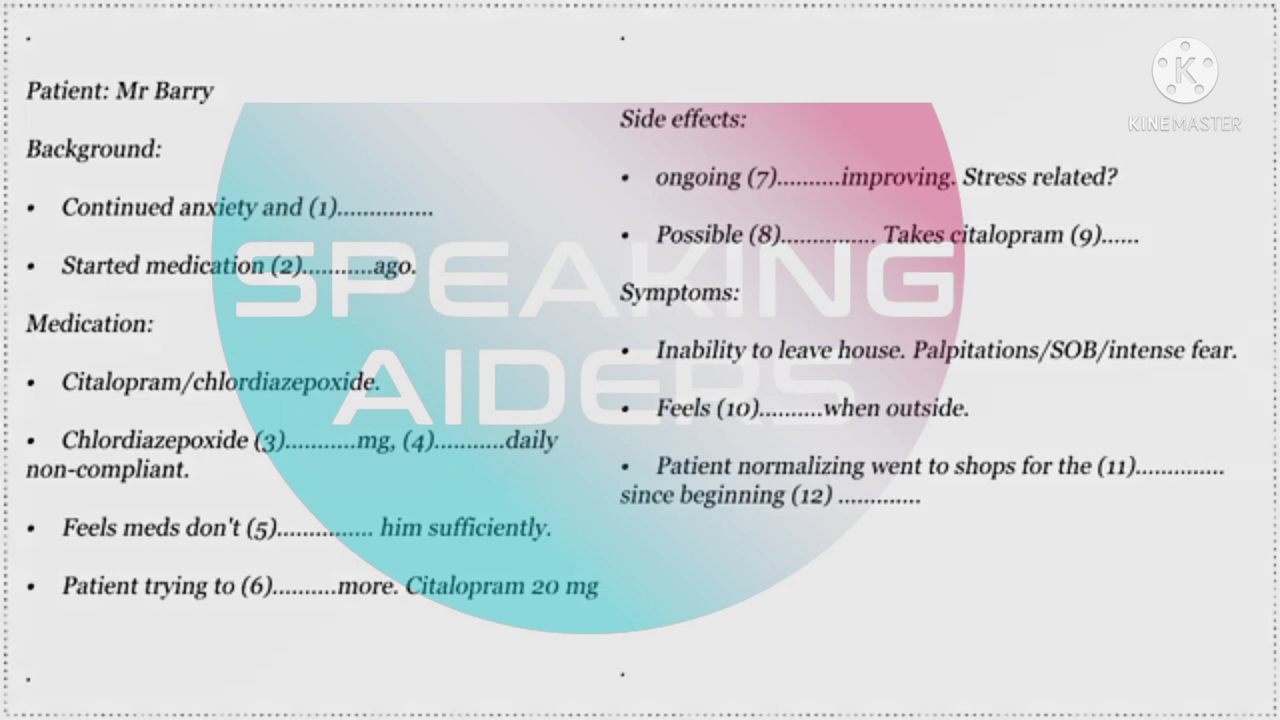 Patient: Mr Barry
Background:
• Continued anxiety and (1)...............
• Started medication (2)...........ago.
Medication:
• Citalopram/chlordiazepoxide.
• Chlordiazepoxide (3)...........mg, (4)...........daily
non-compliant.
• Feels meds don't (5)............... him sufficiently.
• Patient trying to (6)..........more. Citalopram 20 mg
Side effects:
• ongoing (7)..........improving. Stress related?
• Possible (8)............... Takes citalopram (9)......
Symptoms:
• Inability to leave house. Palpitations/SOB/intense fear.
• Feels (10)..........when outside.
• Patient normalizing went to shops for the (11)..............
since beginning (12) .............
SPEAKING
AIDERS
K
KINEMASTER